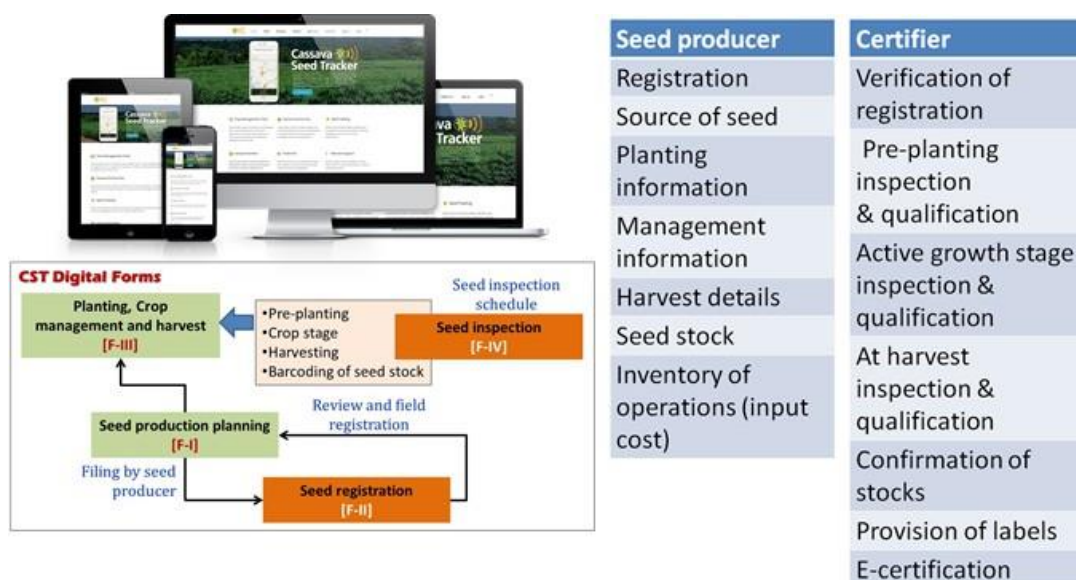 Cassava
Seed Tracker
Cassava
Seed Tracker
va
Tracker
CST Digital Forms
Planting, Crop
management and harvest
[F-III]
•Pre-planting
•Crop stage
•Harvesting
•Barcoding of seed stock
Seed inspection
schedule
Seed inspection
[F-IV]
Review and field
registration
Seed production planning
[F-I]
Filing by seed
producer
Seed registration
[F-II]
Seed producer
Registration
Source of seed
Planting
information
Management
information
Harvest details
Seed stock
Inventory of
operations (input
cost)
Certifier
Verification of
registration
Pre-planting
inspection
& qualification
Active growth stage
inspection &
qualification
At harvest
inspection &
qualification
Confirmation of
stocks
Provision of labels
E-certification